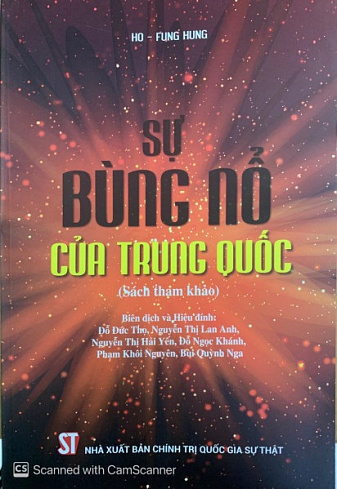 HO - FUNG HUNG
SỰ
BÙNG NỔ
CỦA TRUNG QUỐC
(Sách tham khảo)
Biên dịch và Hiệu đính:
Đỗ Đức Thọ, Nguyễn Thị Lan Anh,
Nguyễn Thị Hải Yến, Đỗ Ngọc Khánh,
Phạm Khôi Nguyên, Bùi Quỳnh Nga
ST NHÀ XUẤT BẢN CHÍNH TRỊ QUỐC GIA SỰ THẬT
CS Scanned with CamScanner